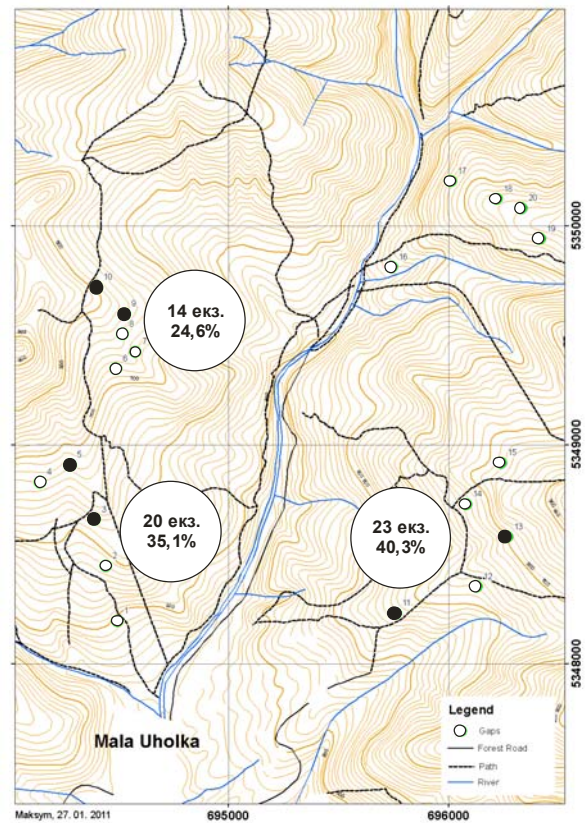 17
18
20
19
5350000
16
10
9
8
7
6
14 екз.
24,6%
5349000
5
4
3
2
1
20 екз.
35,1%
23 екз.
40,3%
15
14
13
12
11
5348000
Mala Uholka
Legend
Gaps
Forest Road
Path
River
Maksym, 27. 01. 2011
695000
696000